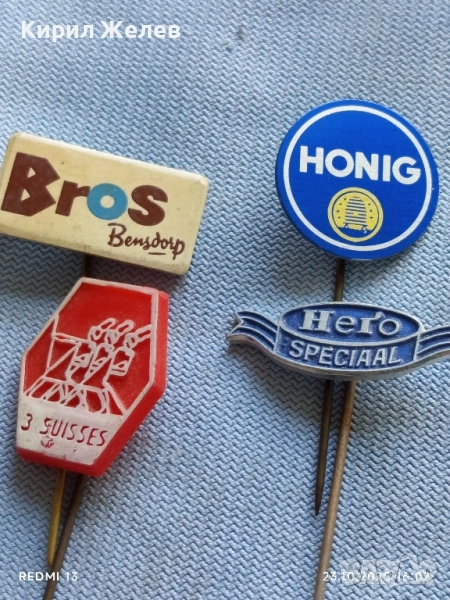 Кирил Желев
Bros
Bensdorp
HONIG
Hero
SPECIAAL
3 SUISSES
REDMI 13